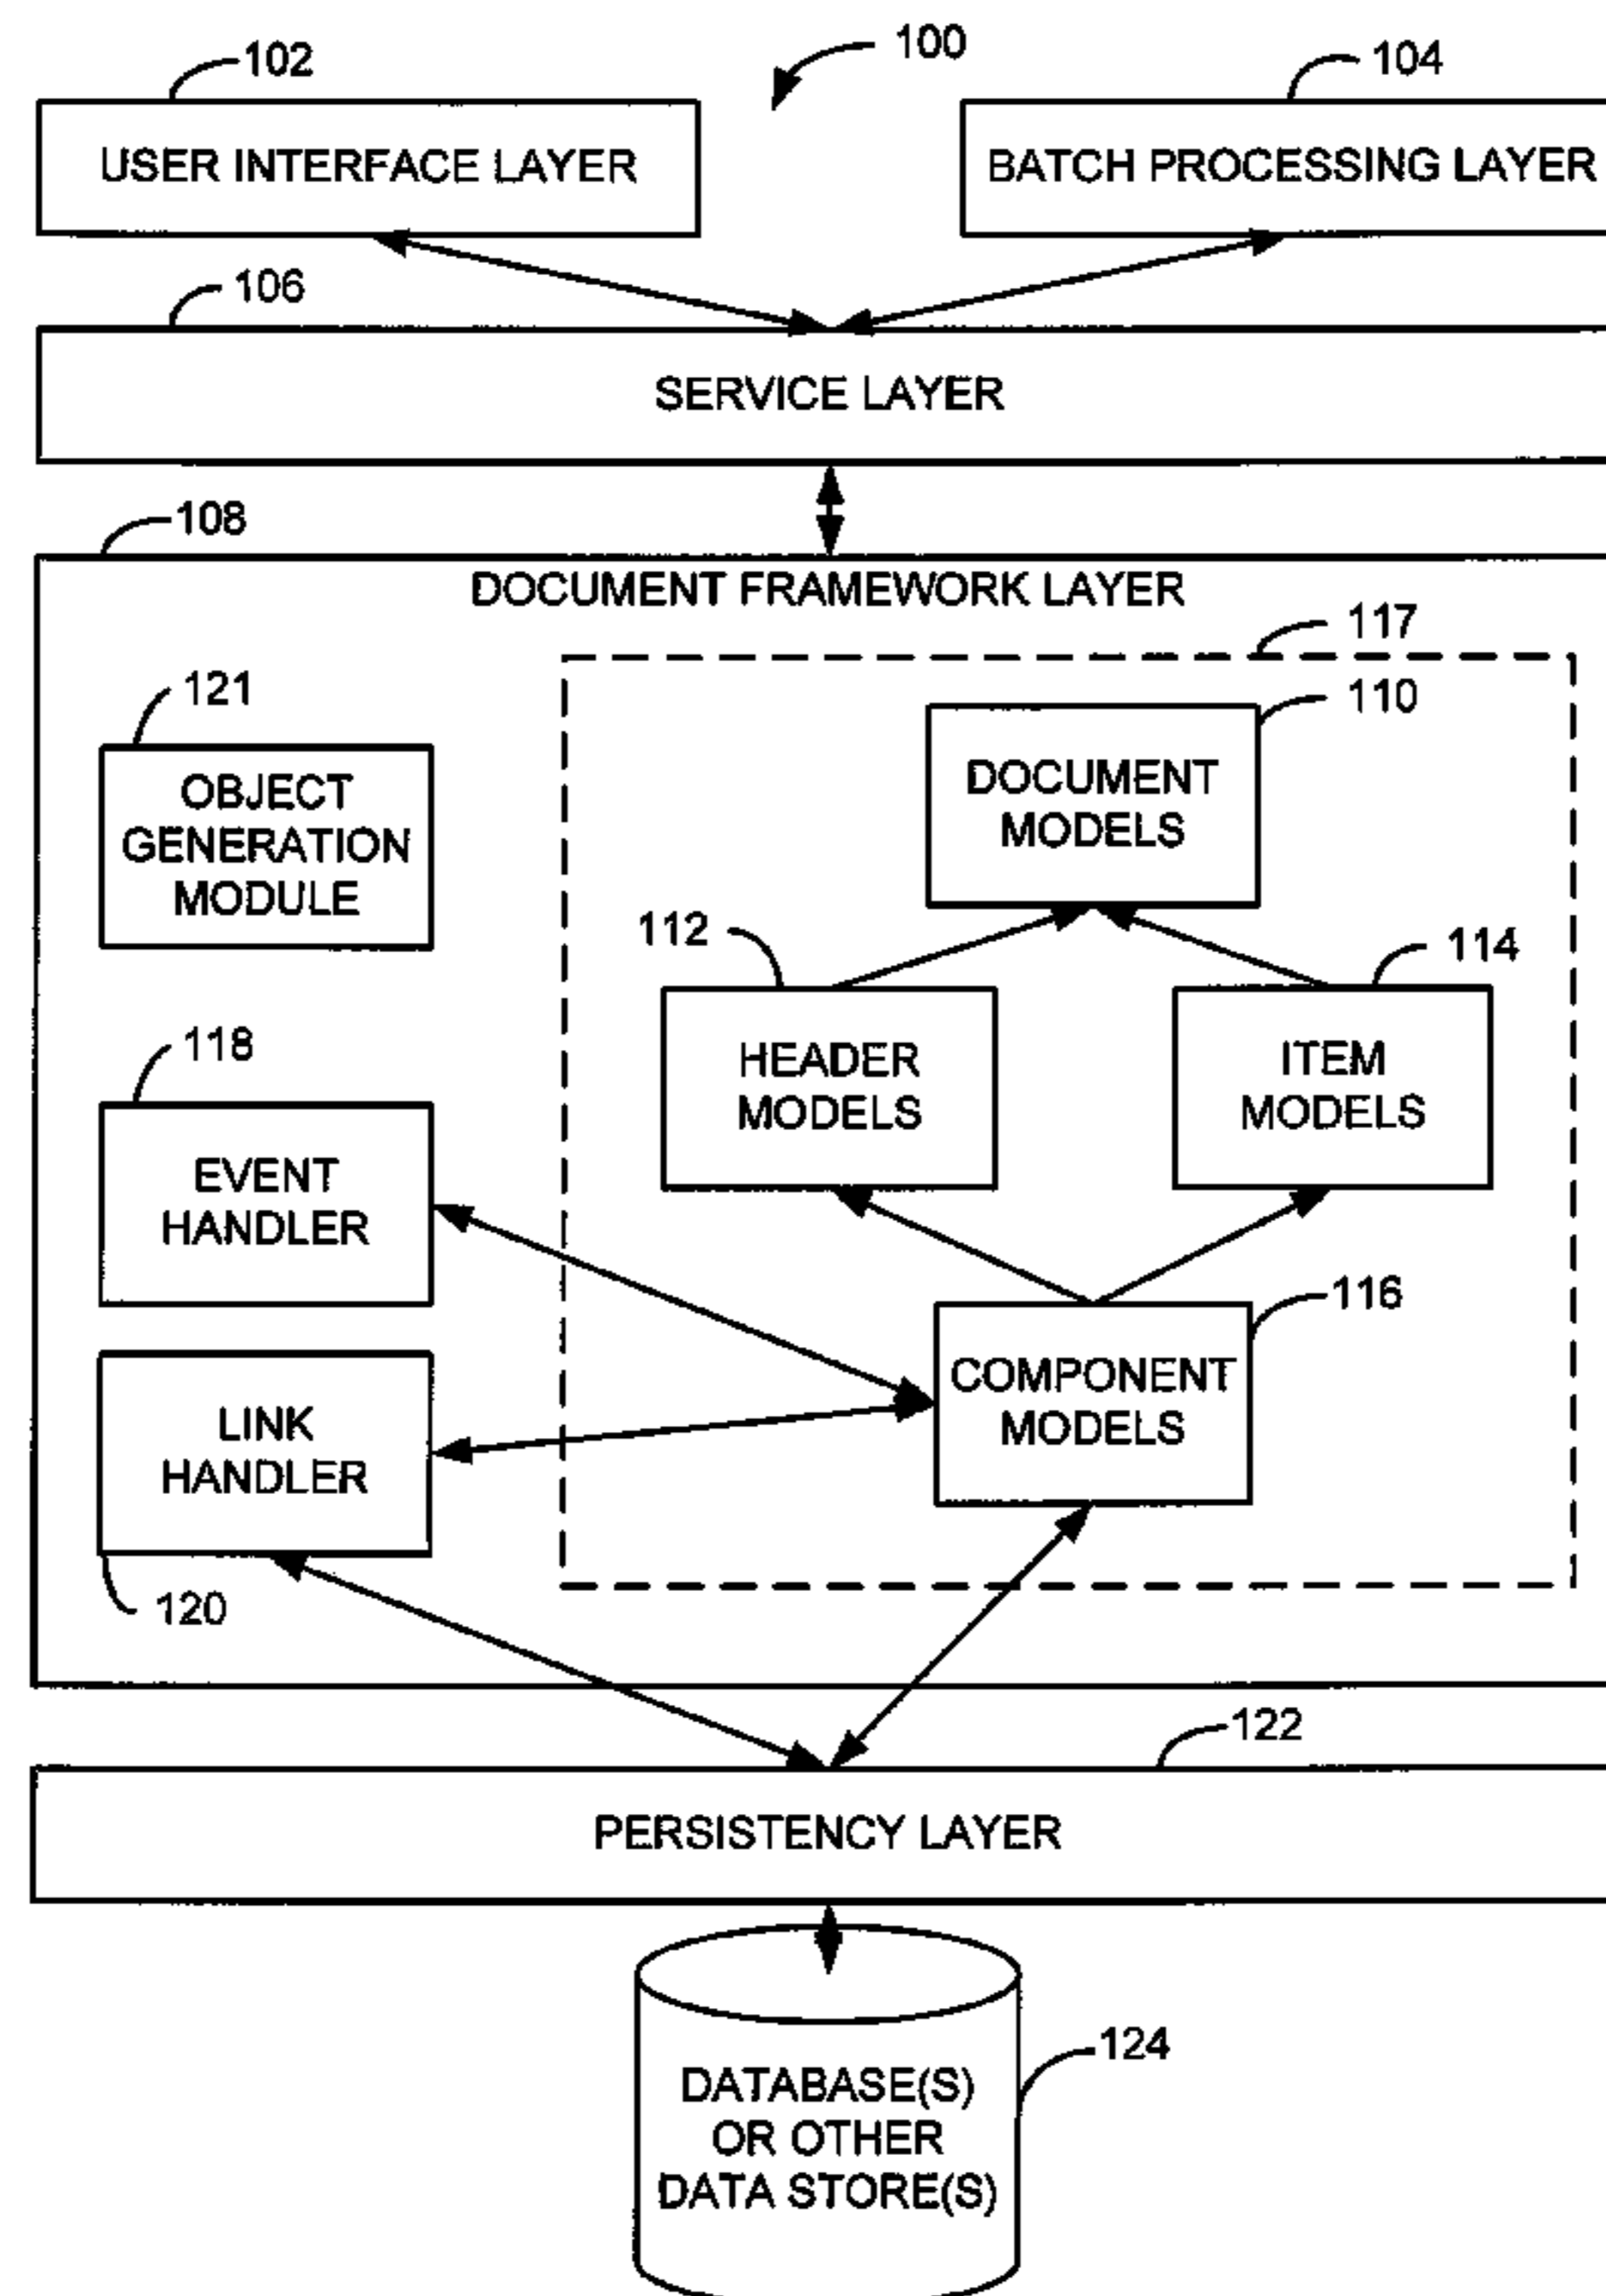 100
102
104
USER INTERFACE LAYER
BATCH PROCESSING LAYER
106
SERVICE LAYER
108
DOCUMENT FRAMEWORK LAYER
117
121
110
OBJECT
GENERATION
MODULE
DOCUMENT
MODELS
112
114
HEADER
MODELS
ITEM
MODELS
118
EVENT
HANDLER
116
COMPONENT
MODELS
LINK
HANDLER
120
122
PERSISTENCY LAYER
124
DATABASE(S)
OR OTHER
DATA STORE(S)